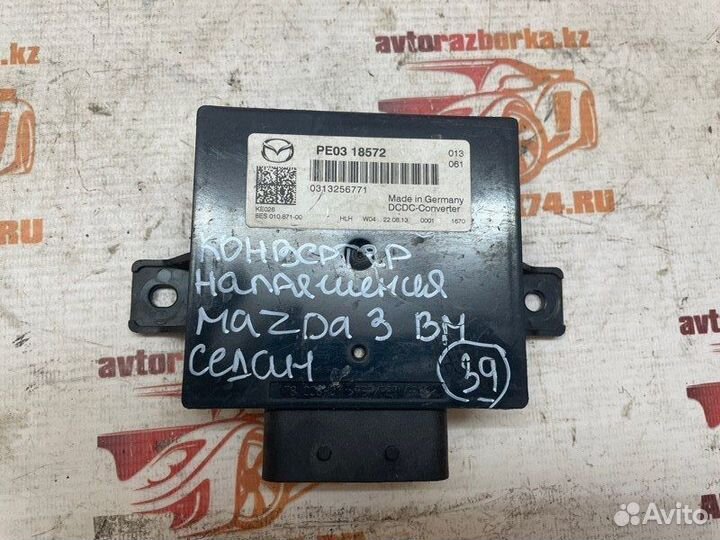 avtorazborka.kz
PE03 18572
013
061
0313256771
Made in Germany
DCDC-Converter
KE028
8ES 010.871-00
HLH W04 22.08.13 0001 1670
КОНВЕРТЕР
НАПРЯЖЕНИЯ
MAZDA 3 BM
СЕДАН
39
74.RU
avtorazbor
Avito